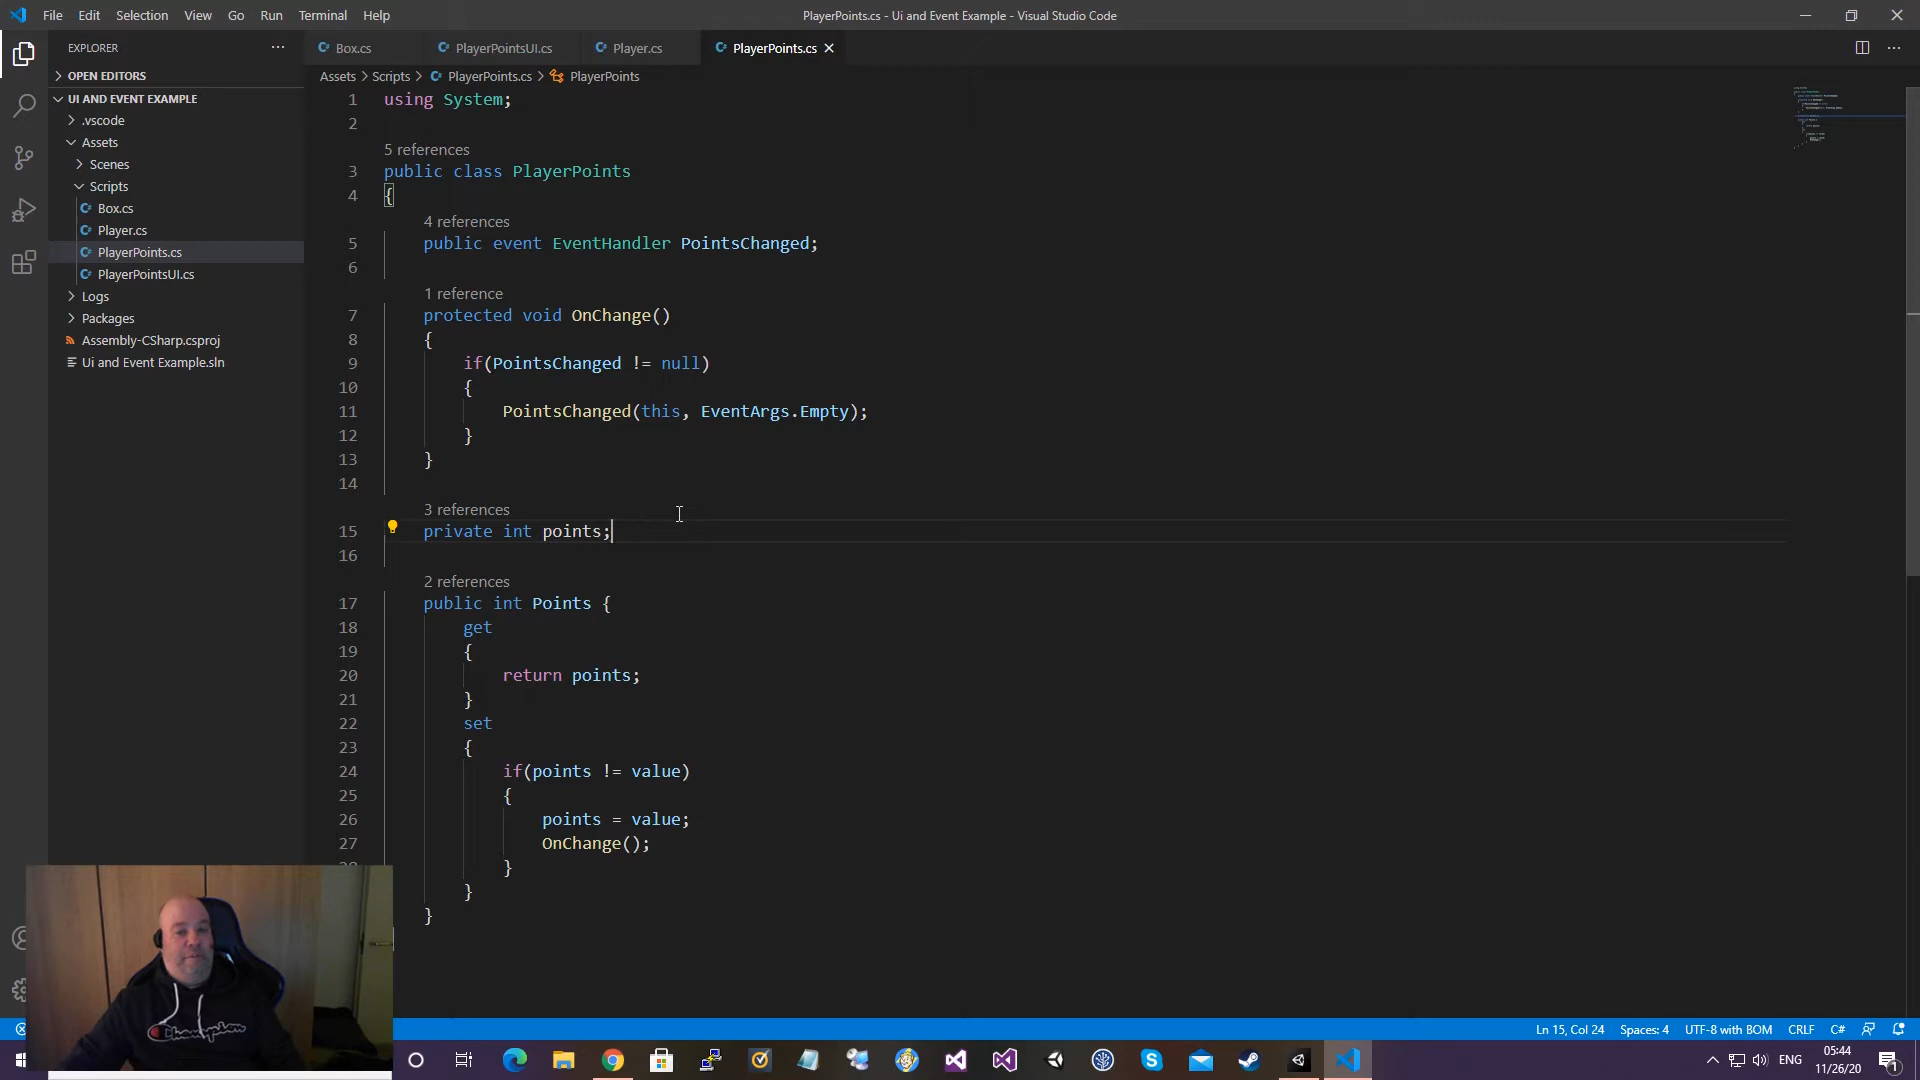 File Edit Selection View Go Run Terminal Help
PlayerPoints.cs - Ui and Event Example - Visual Studio Code
EXPLORER
OPEN EDITORS
UI AND EVENT EXAMPLE
.vscode
Assets
Scenes
Scripts
Box.cs
Player.cs
PlayerPoints.cs
PlayerPointsUI.cs
Logs
Packages
Assembly-CSharp.csproj
Ui and Event Example.sln
Box.cs PlayerPointsUI.cs Player.cs PlayerPoints.cs
Assets > Scripts > PlayerPoints.cs > PlayerPoints
1 using System;
2
5 references
3 public class PlayerPoints
4 {
4 references
5 public event EventHandler PointsChanged;
6
1 reference
7 protected void OnChange()
8 {
9 if(PointsChanged != null)
10 {
11 PointsChanged(this, EventArgs.Empty);
12 }
13 }
14
3 references
15 private int points;
16
2 references
17 public int Points {
18 get
19 {
20 return points;
21 }
22 set
23 {
24 if(points != value)
25 {
26 points = value;
27 OnChange();
}
}
}
Champion
Ln 15, Col 24 Spaces: 4 UTF-8 with BOM CRLF C#
ENG
05:44
11/26/20
1